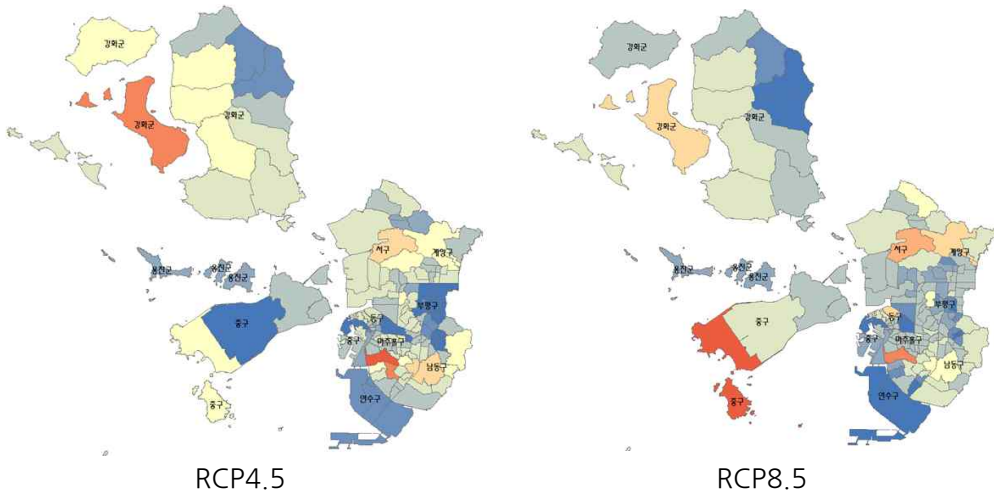 강화군
강화군
강화군
서구
계양구
옹진군
옹진군
옹진군
중구
부평구
동구
중구
미추홀구
남동구
연수구
중구
RCP4.5
강화군
강화군
강화군
서구
계양구
옹진군
옹진군
옹진군
중구
부평구
동구
중구
미추홀구
남동구
연수구
중구
RCP8.5